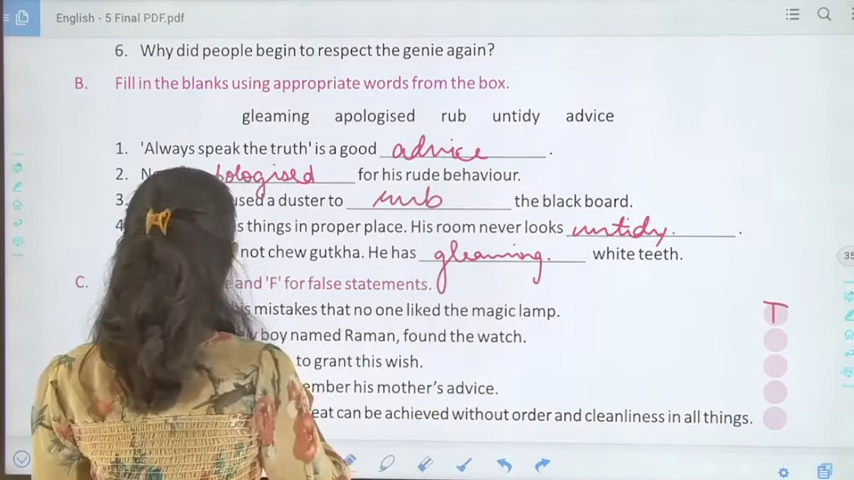 English - 5 Final PDF.pdf
6. Why did people begin to respect the genie again?
B. Fill in the blanks using appropriate words from the box.
gleaming apologised rub untidy advice
1. 'Always speak the truth' is a good advice.
2. for his rude behaviour.
3. used a duster to rub the black board.
things in proper place. His room never looks untidy.
not chew gutkha. He has gleaming. white teeth.
C. and 'F' for false statements.
mistakes that no one liked the magic lamp. T
boy named Raman, found the watch.
to grant this wish.
his mother's advice.
can be achieved without order and cleanliness in all things.